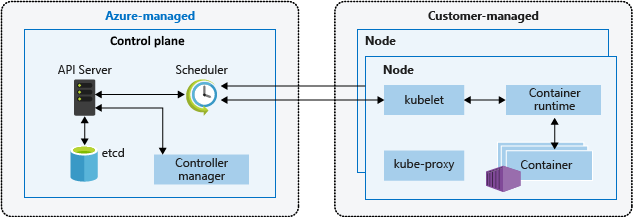 Azure-managed
Control plane
API Server
Scheduler
etcd
Controller
manager
Customer-managed
Node
Node
kubelet
Container
runtime
kube-proxy
Container